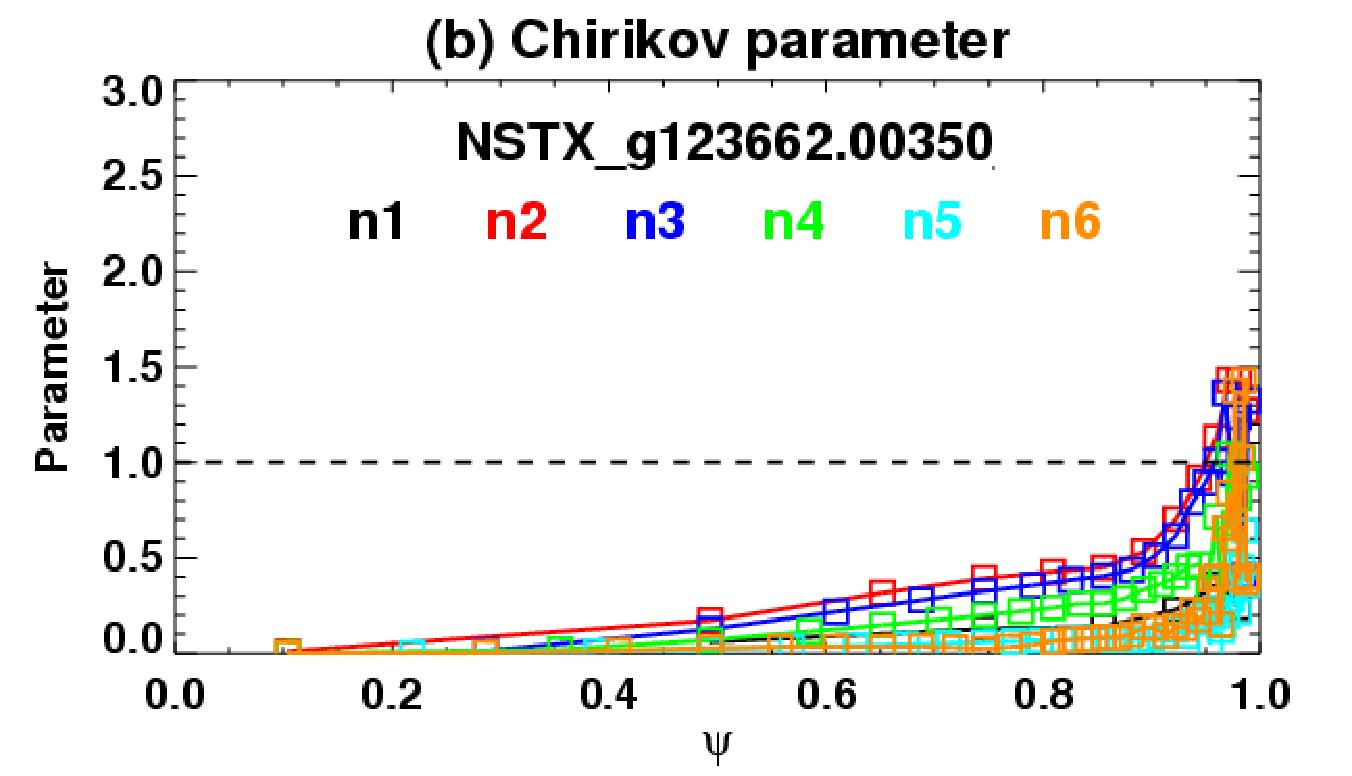 (b) Chirikov parameter
3.0
NSTX_g123662.00350
2.5
n1 n2 n3 n4 n5 n6
2.0
Parameter
1.5
1.0
0.5
0.0
0.0 0.2 0.4 0.6 0.8 1.0
ψ